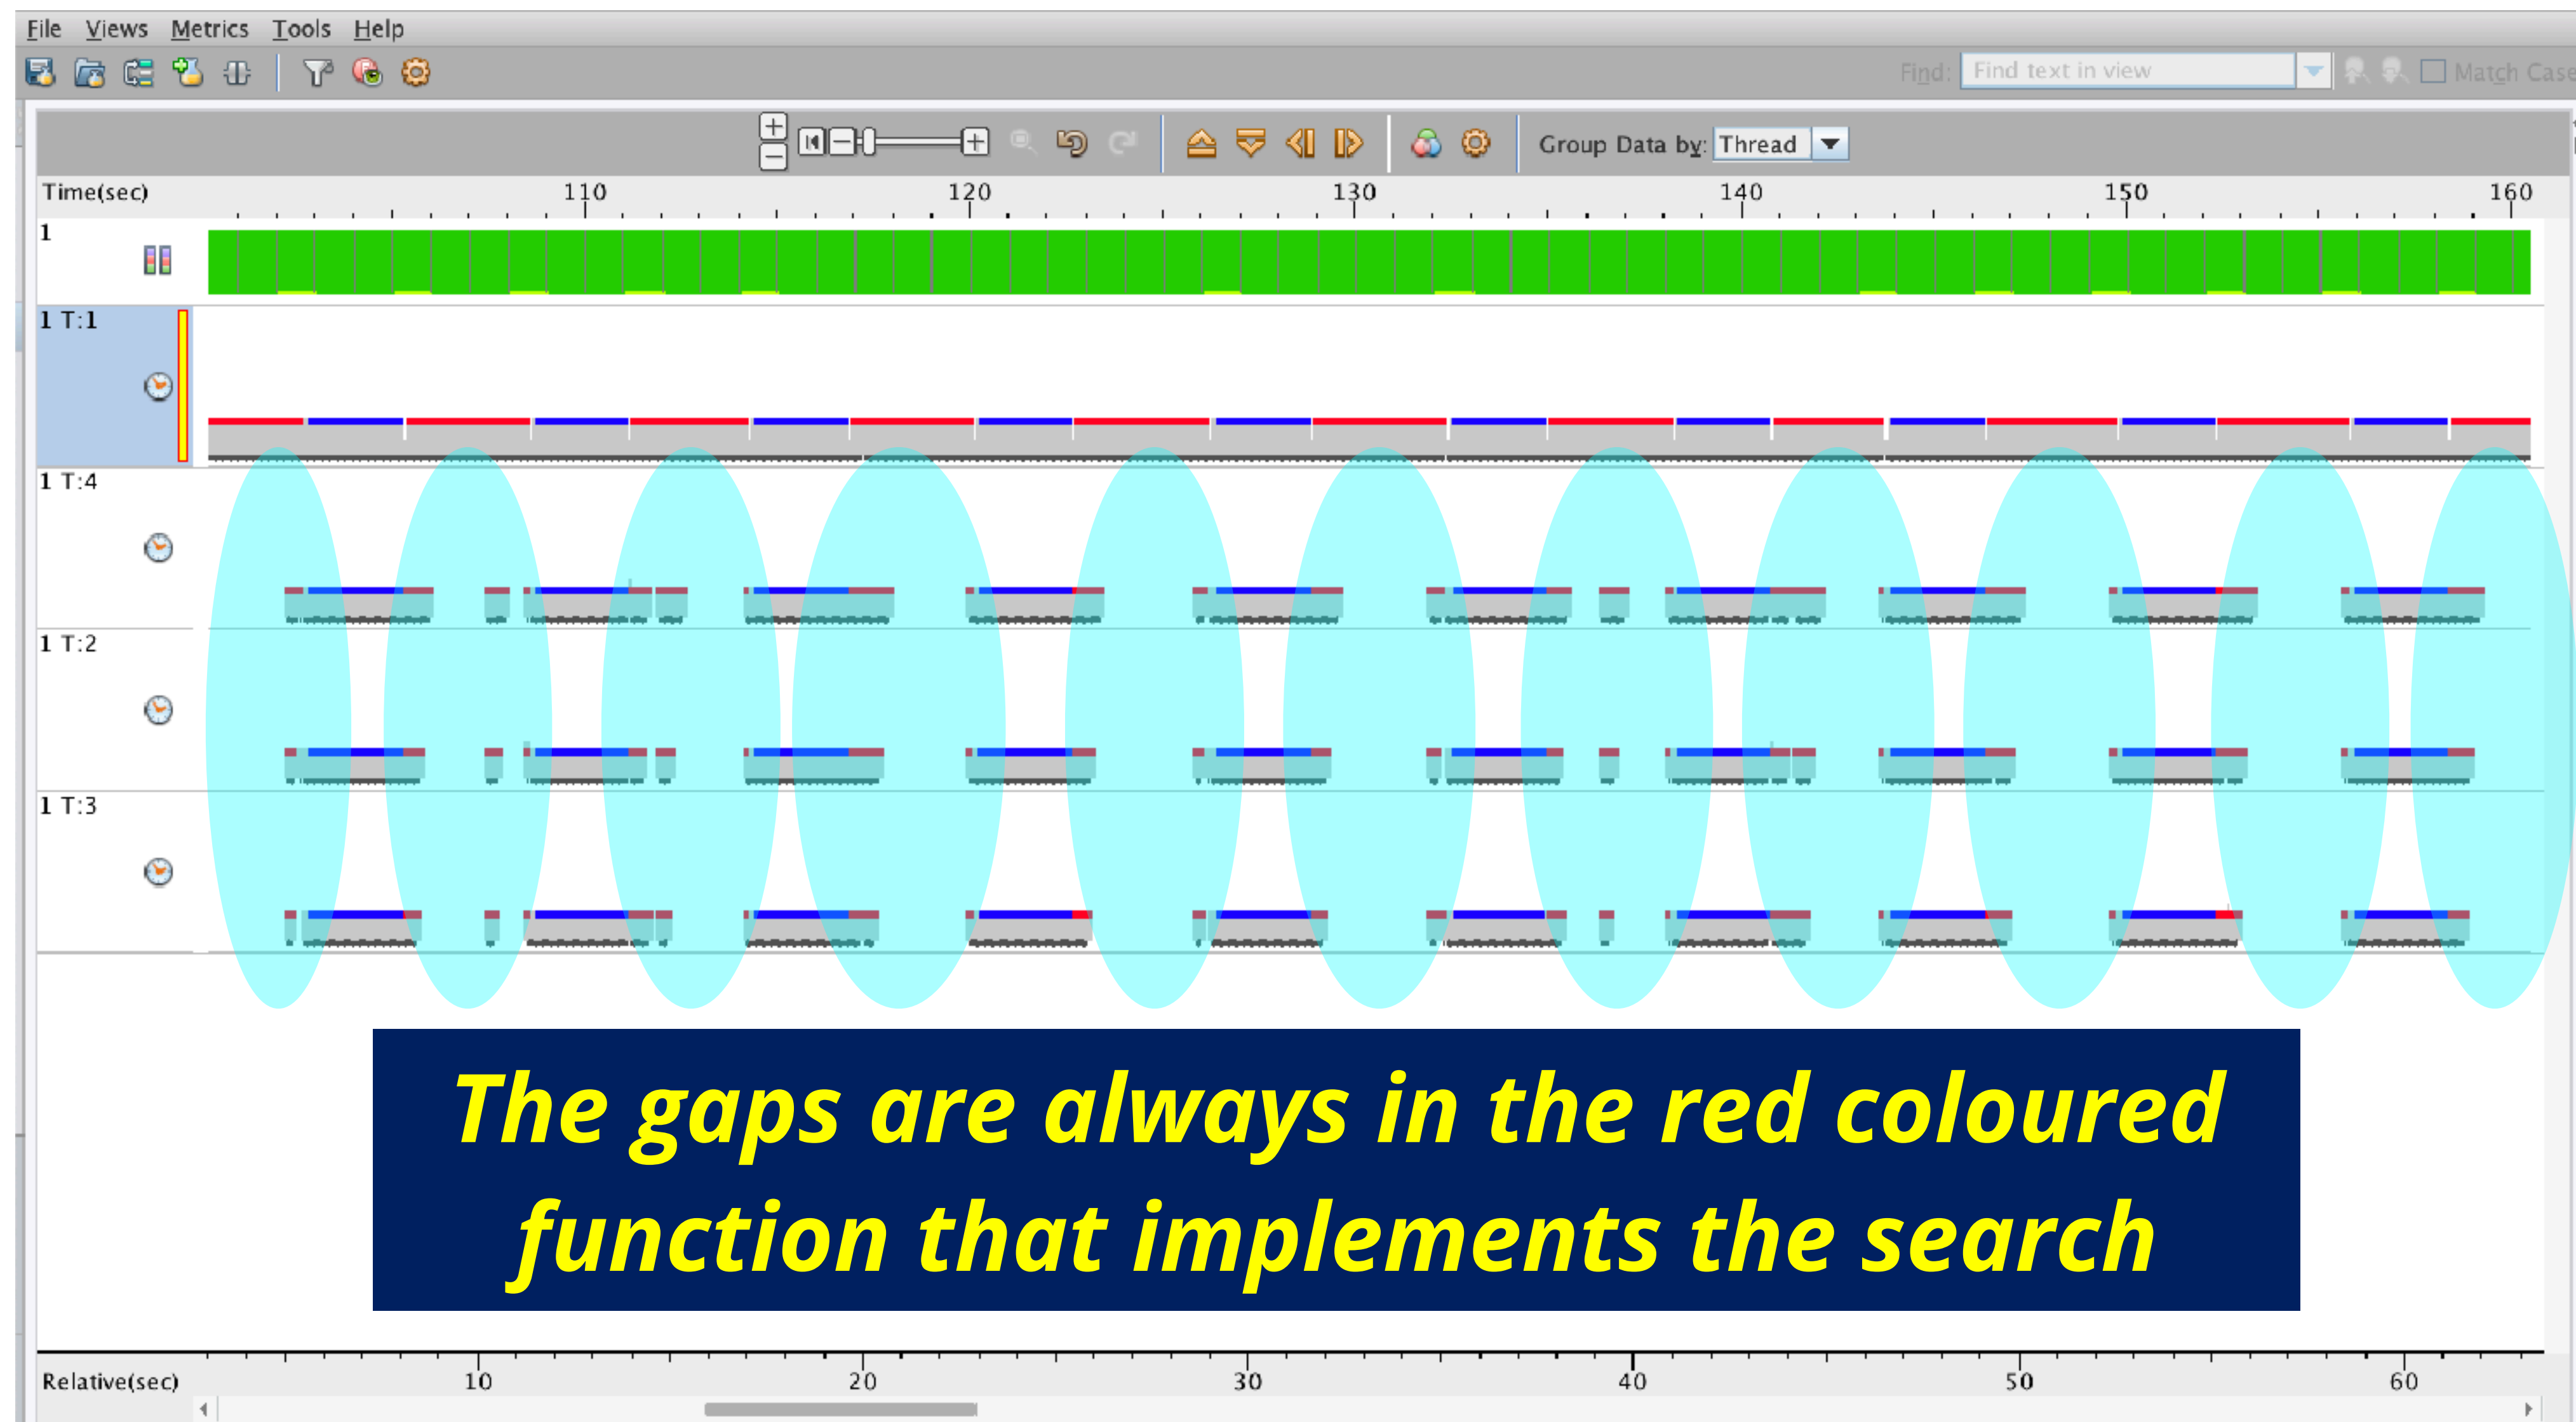 File Views Metrics Tools Help
Find: Find text in view Match Case
Group Data by: Thread
Time(sec) 110 120 130 140 150 160
1
1 T:1
1 T:4
1 T:2
1 T:3
The gaps are always in the red coloured
function that implements the search
Relative(sec) 10 20 30 40 50 60